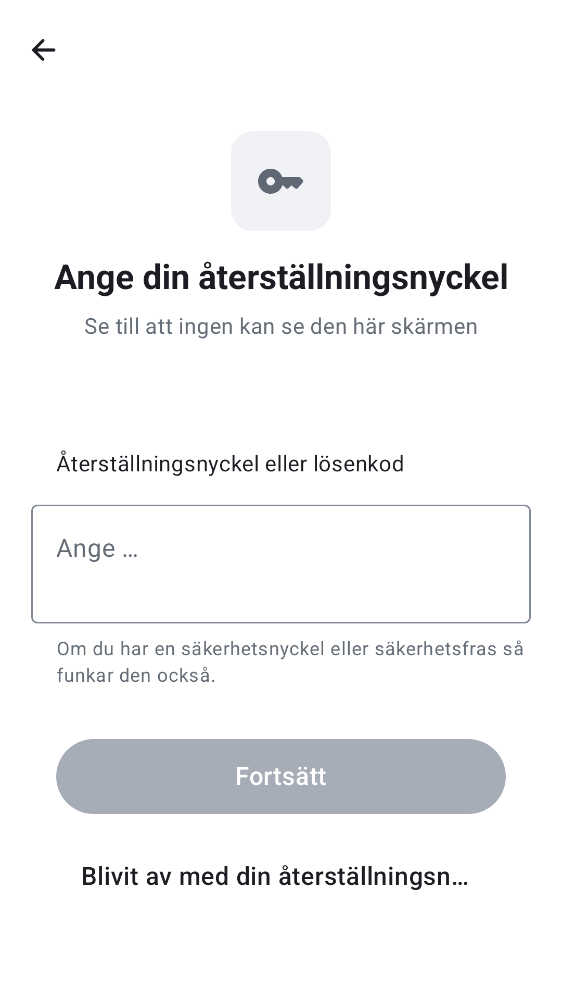 Ange din återställningsnyckel
Se till att ingen kan se den här skärmen
Återställningsnyckel eller lösenkod
Ange …
Om du har en säkerhetsnyckel eller säkerhetsfras så
funkar den också.
Fortsätt
Blivit av med din återställningsn…